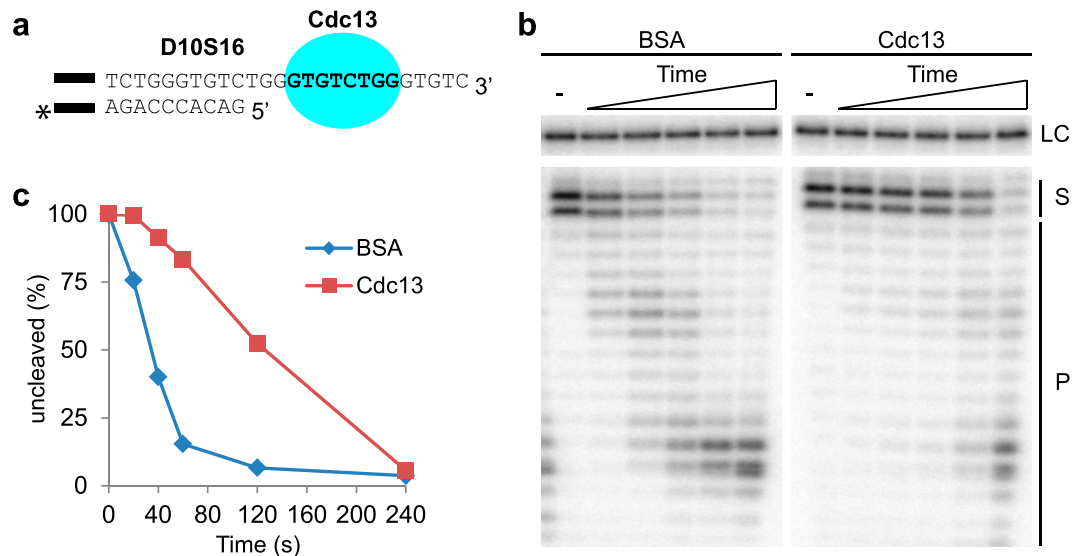 a
Cdc13
D10S16
TCTGGGTGTCTGGGTGTCTGGGTGTC 3'
* AGACCCACAG 5'
b
BSA Cdc13
Time Time
- -
LC
S
P
c
100
75
50
25
0
uncleaved (%)
BSA
Cdc13
0 40 80 120 160 200 240
Time (s)